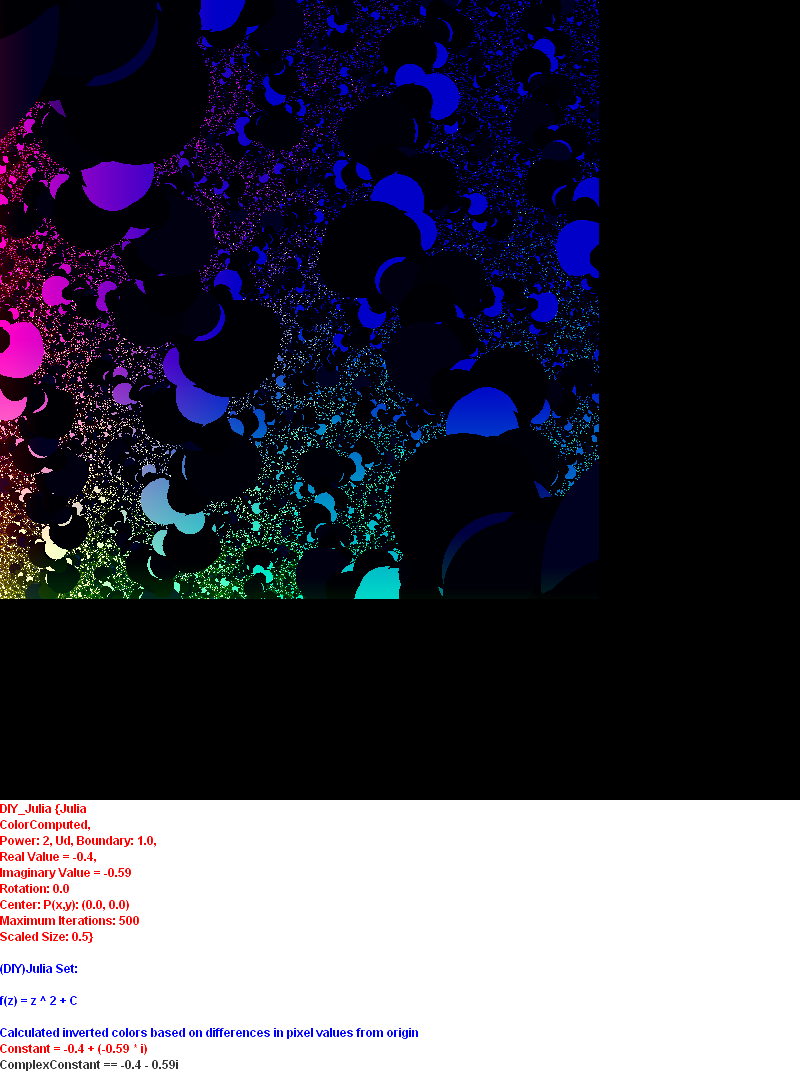 DIY_Julia {Julia
ColorComputed,
Power: 2, Ud, Boundary: 1.0,
Real Value = -0.4,
Imaginary Value = -0.59
Rotation: 0.0
Center: P(x,y): (0.0, 0.0)
Maximum Iterations: 500
Scaled Size: 0.5}
(DIY)Julia Set:
f(z) = z ^ 2 + C
Calculated inverted colors based on differences in pixel values from origin
Constant = -0.4 + (-0.59 * i)
ComplexConstant == -0.4 - 0.59i